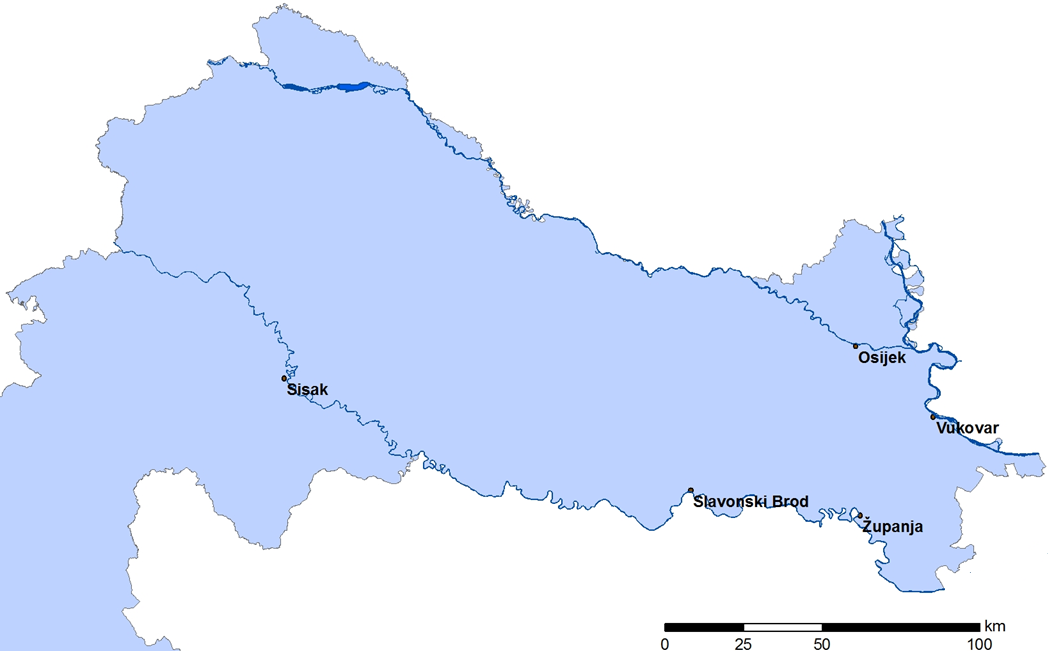 Osijek
Sisak
Vukovar
Slavonski Brod
Županja
km
0 25 50 100